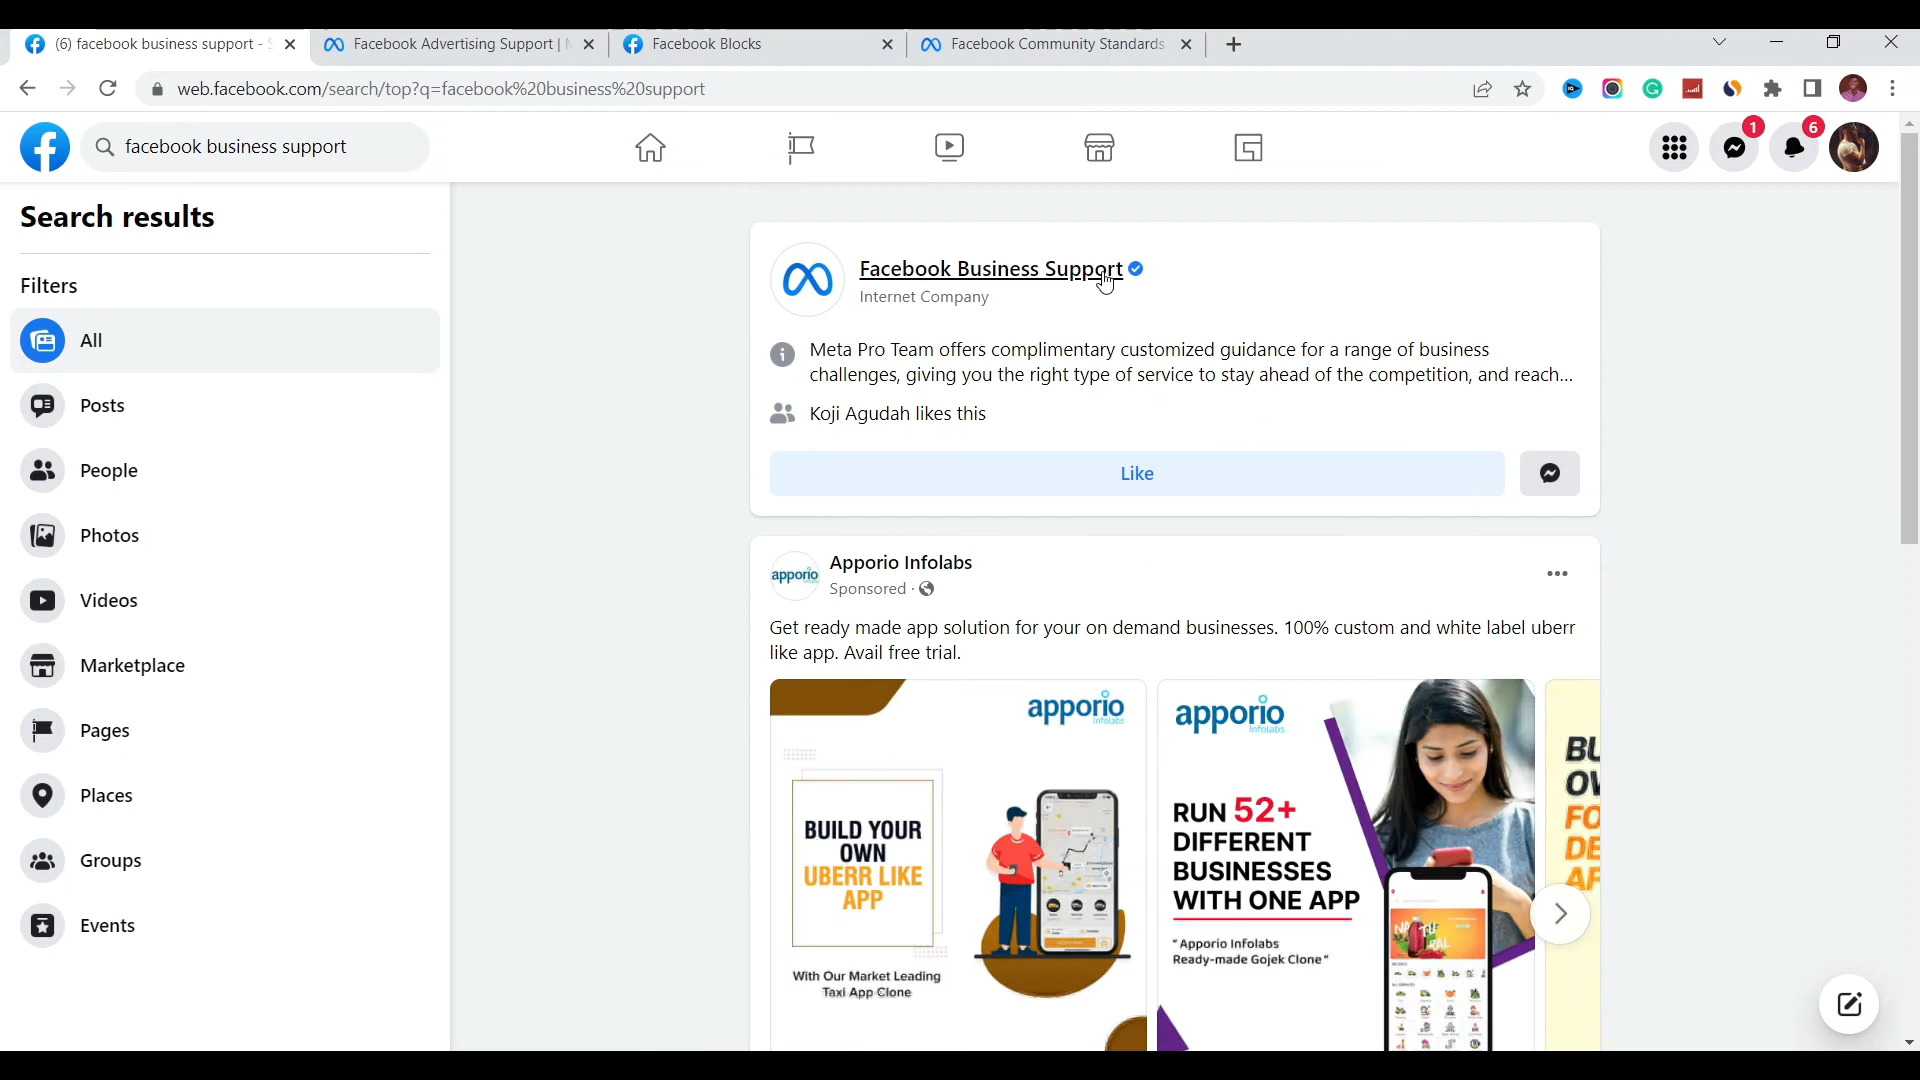 (6) facebook business support -
Facebook Advertising Support |
Facebook Blocks
Facebook Community Standards
web.facebook.com/search/top?q=facebook%20business%20support
facebook business support
1
6
Search results
Filters
All
Posts
People
Photos
Videos
Marketplace
Pages
Places
Groups
Events
Facebook Business Support
Internet Company
Meta Pro Team offers complimentary customized guidance for a range of business
challenges, giving you the right type of service to stay ahead of the competition, and reach...
Koji Agudah likes this
Like
apporio
Apporio Infolabs
Sponsored ·
Get ready made app solution for your on demand businesses. 100% custom and white label uberr
like app. Avail free trial.
apporio
infolabs
BUILD YOUR
OWN
UBERR LIKE
APP
With Our Market Leading
Taxi App Clone
apporio
infolabs
RUN 52+
DIFFERENT
BUSINESSES
WITH ONE APP
"Apporio Infolabs
Ready-made Gojek Clone"